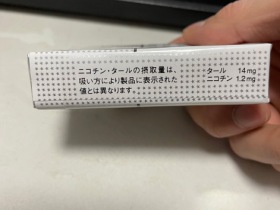 ニコチン・タールの摂取量は、
吸い方により製品に表示された
値とは異なります。
タール 14mg
ニコチン 1.2mg